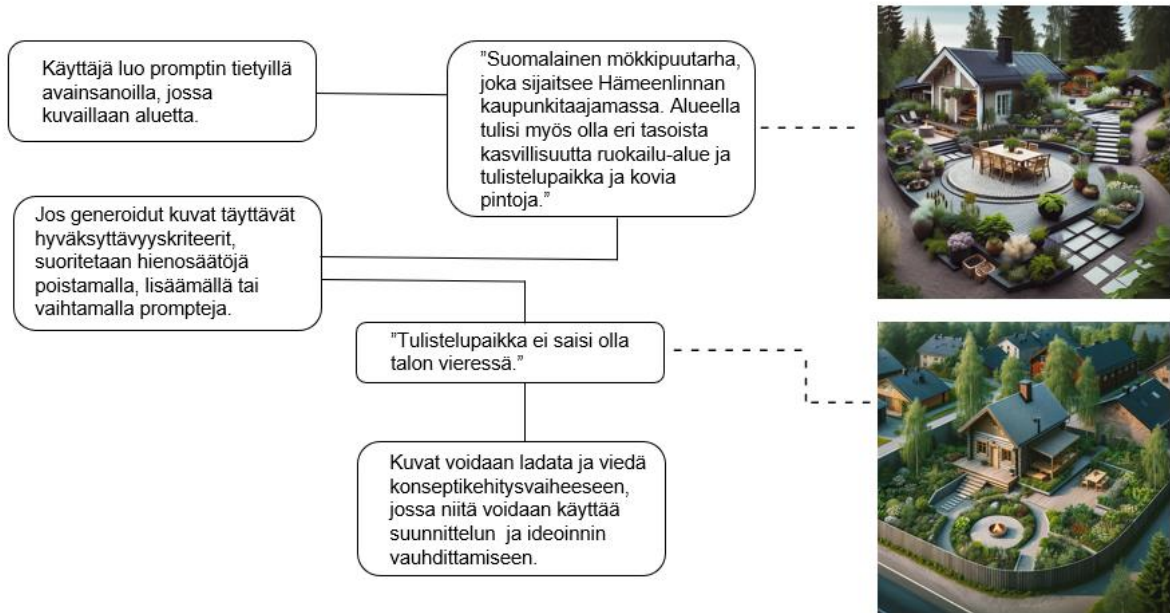 Käyttäjä luo promptin tietyillä
avainsanoilla, jossa
kuvaillaan aluetta.
”Suomalainen mökkipuutarha,
joka sijaitsee Hämeenlinnan
kaupunkitaajamassa. Alueella
tulisi myös olla eri tasoista
kasvillisuutta ruokailu-alue ja
tulistelupaikka ja kovia
pintoja.”
Jos generoidut kuvat täyttävät
hyväksyttävyyskriteerit,
suoritetaan hienosäätöjä
poistamalla, lisäämällä tai
vaihtamalla prompteja.
”Tulistelupaikka ei saisi olla
talon vieressä.”
Kuvat voidaan ladata ja viedä
konseptikehitysvaiheeseen,
jossa niitä voidaan käyttää
suunnittelun ja ideoinnin
vauhdittamiseen.